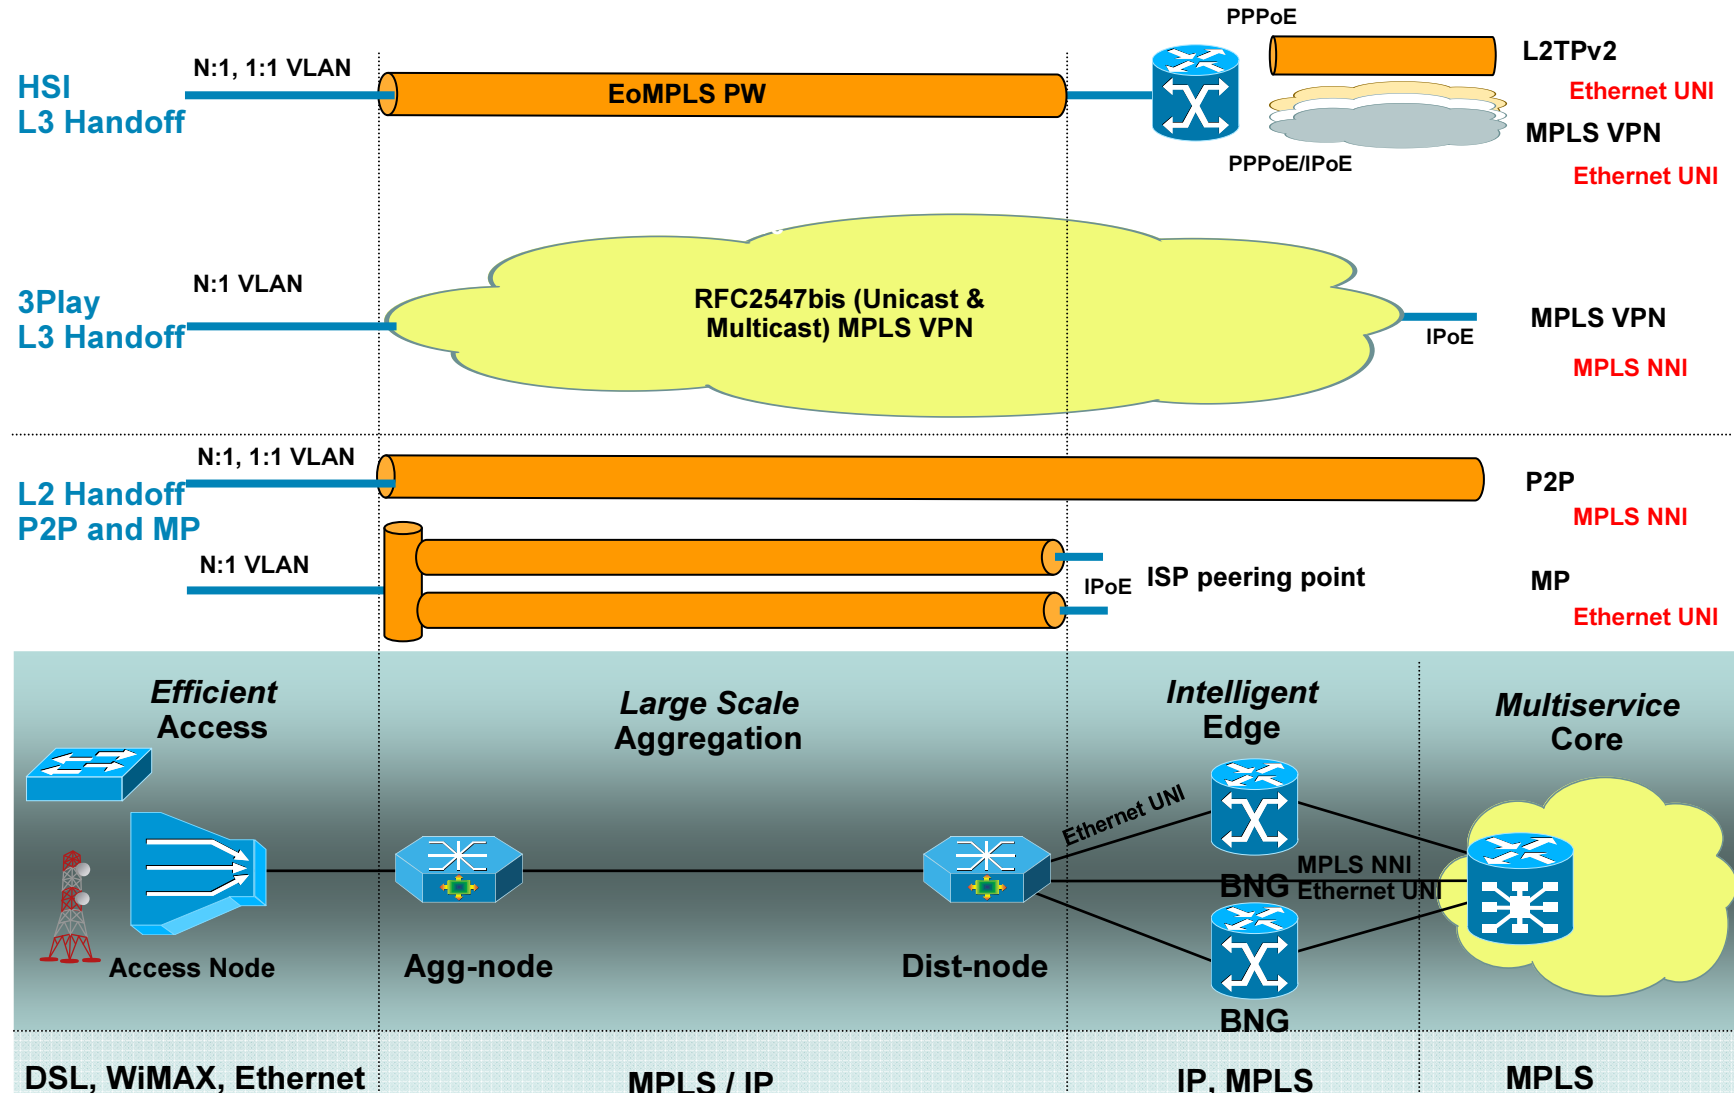 PPPoE
N:1, 1:1 VLAN
HSI
L3 Handoff
EoMPLS PW
L2TPv2
Ethernet UNI
MPLS VPN
PPPoE/IPoE
Ethernet UNI
N:1 VLAN
3Play
L3 Handoff
RFC2547bis (Unicast &
Multicast) MPLS VPN
IPoE
MPLS VPN
MPLS NNI
N:1, 1:1 VLAN
L2 Handoff
P2P and MP
P2P
MPLS NNI
N:1 VLAN
IPoE
ISP peering point
MP
Ethernet UNI
Efficient
Access
Large Scale
Aggregation
Intelligent
Edge
Multiservice
Core
Ethernet UNI
MPLS NNI
Ethernet UNI
BNG
Access Node
Agg-node
Dist-node
BNG
DSL, WiMAX, Ethernet
MPLS / IP
IP, MPLS
MPLS